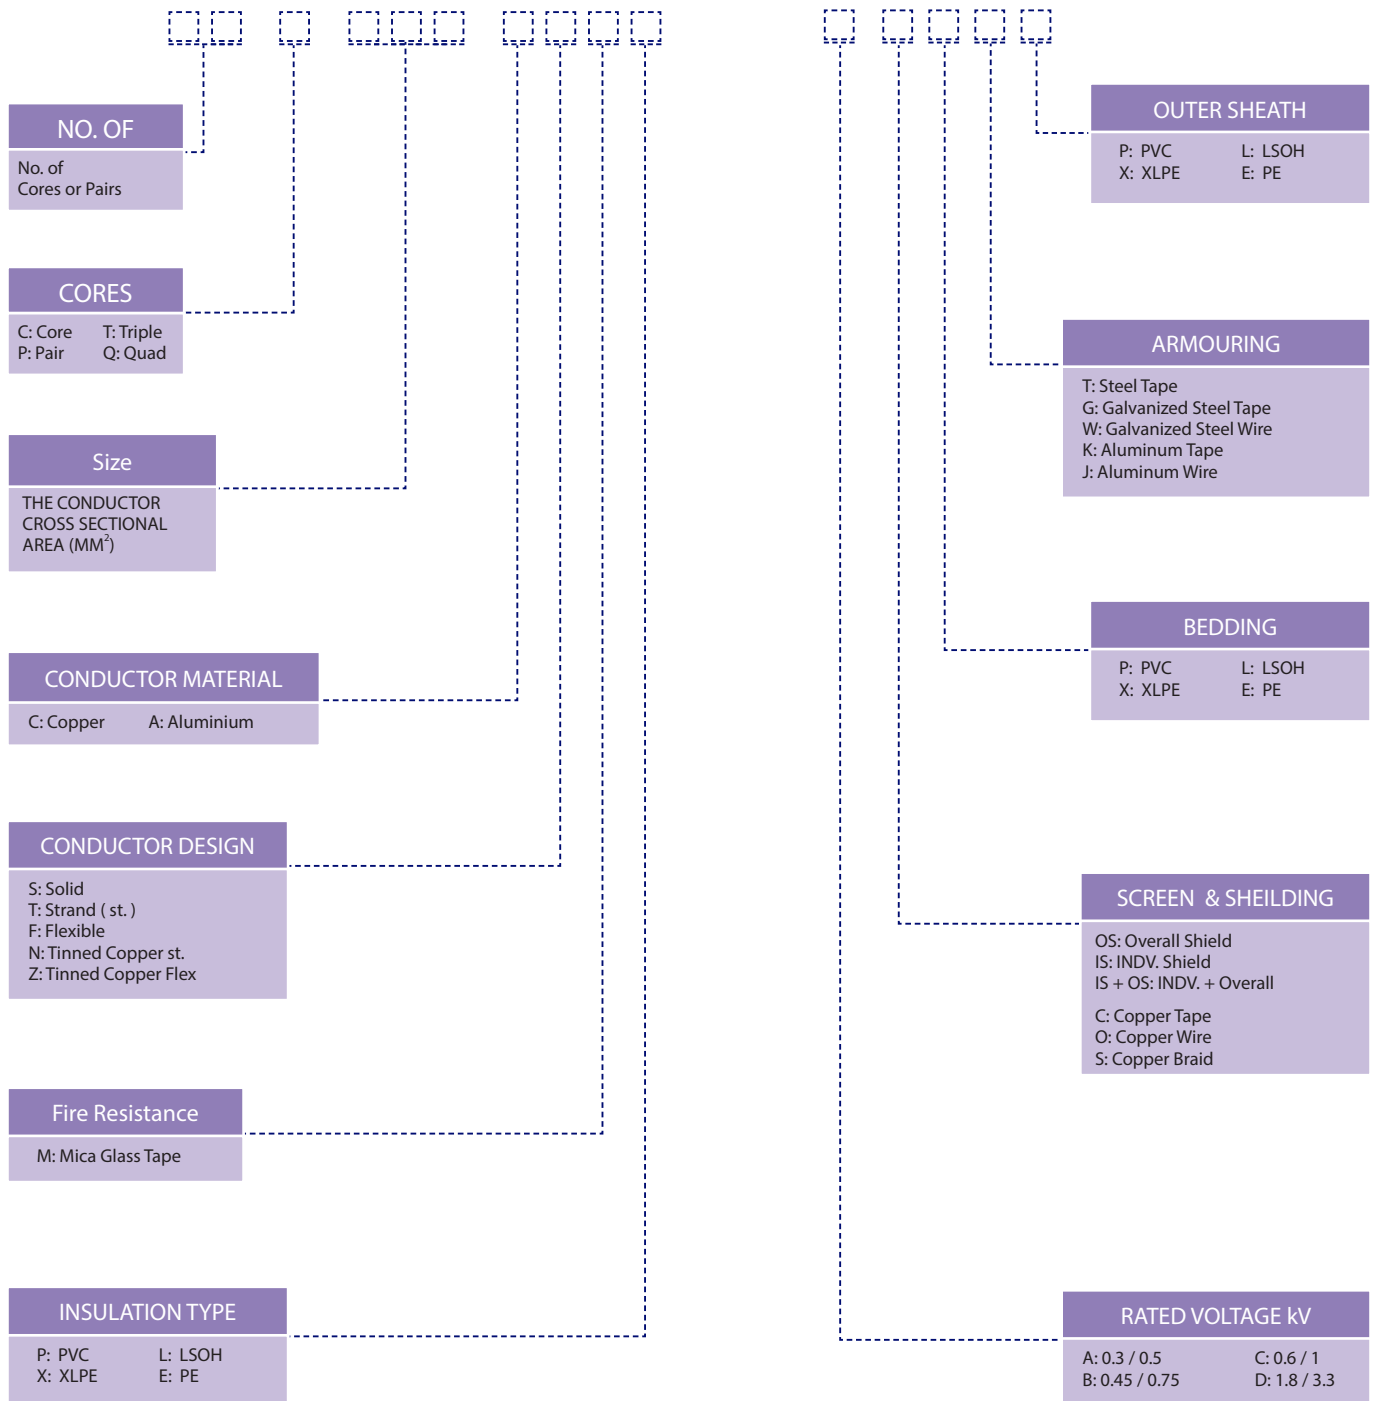 NO. OF
No. of
Cores or Pairs
CORES
C: Core T: Triple
P: Pair Q: Quad
Size
THE CONDUCTOR
CROSS SECTIONAL
AREA (MM²)
CONDUCTOR MATERIAL
C: Copper A: Aluminium
CONDUCTOR DESIGN
S: Solid
T: Strand ( st. )
F: Flexible
N: Tinned Copper st.
Z: Tinned Copper Flex
Fire Resistance
M: Mica Glass Tape
INSULATION TYPE
P: PVC L: LSOH
X: XLPE E: PE
OUTER SHEATH
P: PVC L: LSOH
X: XLPE E: PE
ARMOURING
T: Steel Tape
G: Galvanized Steel Tape
W: Galvanized Steel Wire
K: Aluminum Tape
J: Aluminum Wire
BEDDING
P: PVC L: LSOH
X: XLPE E: PE
SCREEN & SHEILDING
OS: Overall Shield
IS: INDV. Shield
IS + OS: INDV. + Overall
C: Copper Tape
O: Copper Wire
S: Copper Braid
RATED VOLTAGE kV
A: 0.3 / 0.5 C: 0.6 / 1
B: 0.45 / 0.75 D: 1.8 / 3.3